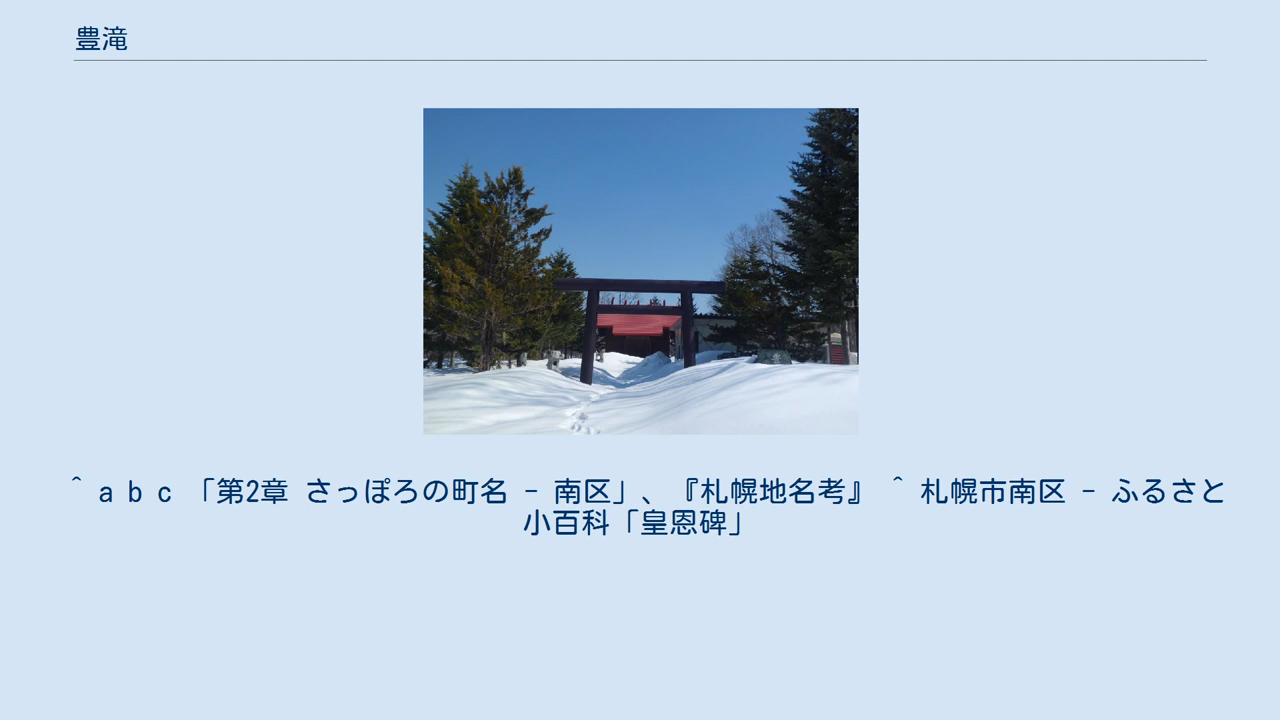 豊滝
^ a b c 「第2章 さっぽろの町名 - 南区」、『札幌地名考』 ^ 札幌市南区 - ふるさと
小百科「皇恩碑」